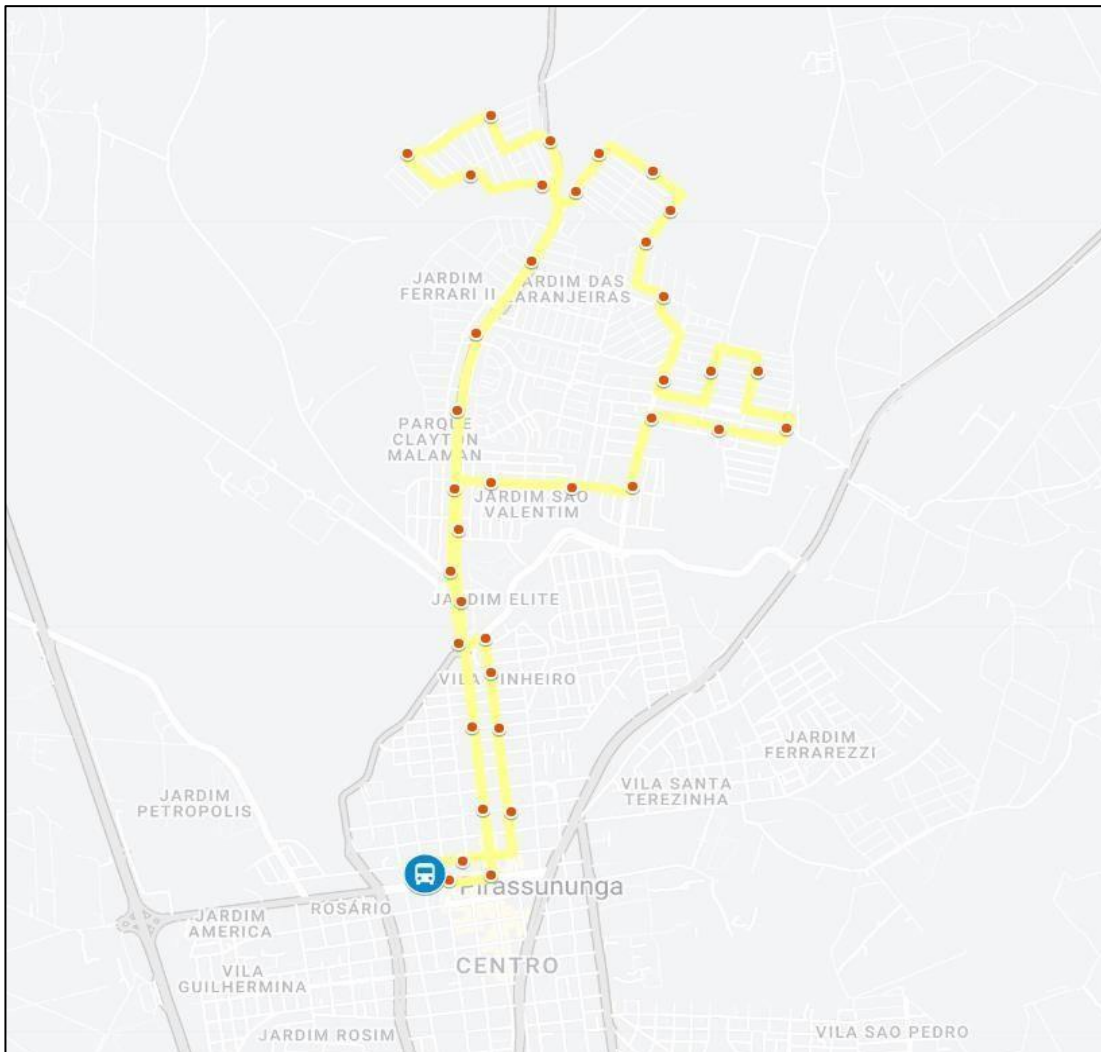 JARDIM
FERRARI II
JARDIM DAS
LARANJEIRAS
PARQUE
CLAYTON
MALAMAN
JARDIM SAO
VALENTIM
JARDIM ELITE
VILA PINHEIRO
JARDIM
FERRAREZZI
VILA SANTA
TEREZINHA
JARDIM
PETROPOLIS
Pirassununga
ROSÁRIO
JARDIM
AMERICA
CENTRO
VILA
GUILHERMINA
JARDIM ROSIM
VILA SAO PEDRO